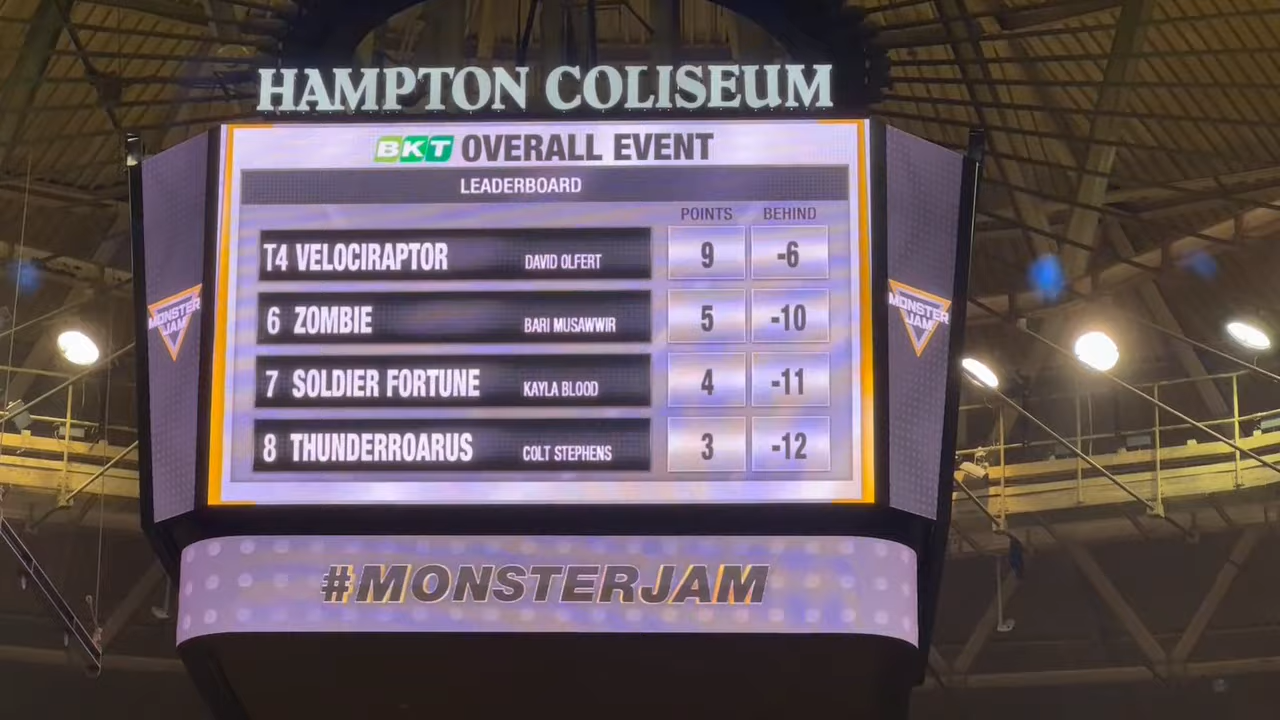 HAMPTON COLISEUM
BKT OVERALL EVENT
LEADERBOARD
POINTS BEHIND
T4 VELOCIRAPTOR DAVID OLFERT 9 -6
6 ZOMBIE BARI MUSAWWIR 5 -10
7 SOLDIER FORTUNE KAYLA BLOOD 4 -11
8 THUNDERROARUS COLT STEPHENS 3 -12
MONSTER JAM
MONSTER JAM
#MONSTERJAM